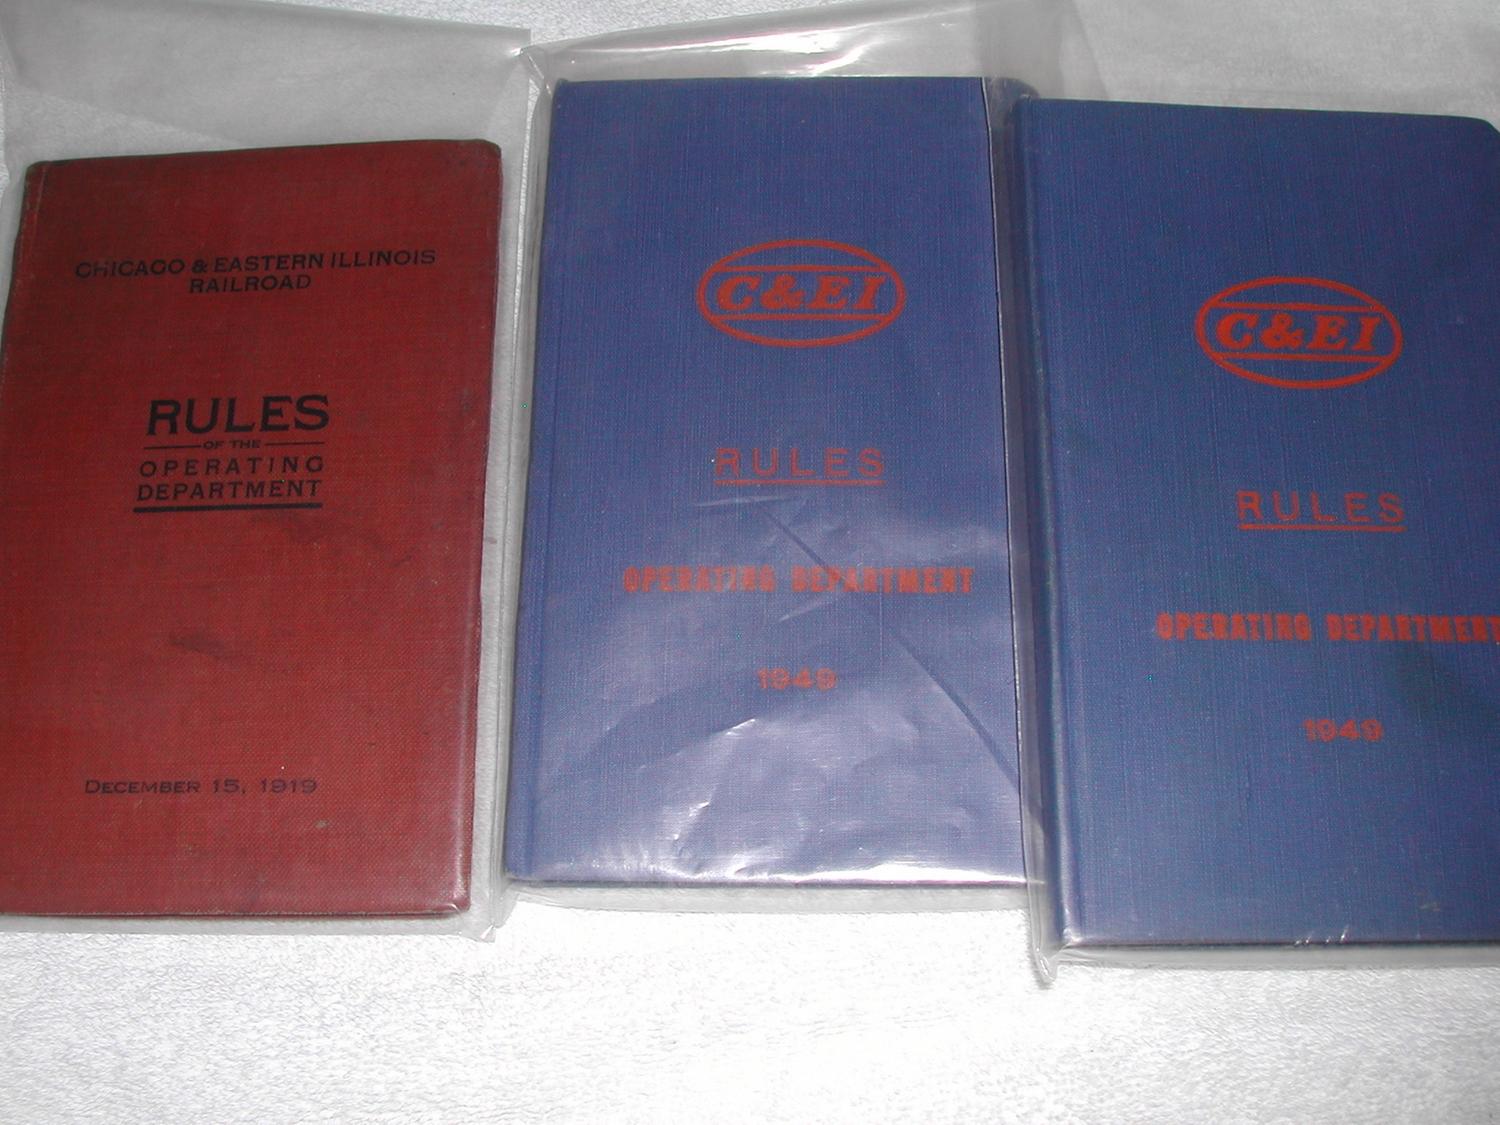 CHICAGO & EASTERN ILLINOIS
RAILROAD
RULES
OF THE
OPERATING
DEPARTMENT
DECEMBER 15, 1919
C&EI
RULES
OPERATING DEPARTMENT
1949
C&EI
RULES
OPERATING DEPARTMENT
1949